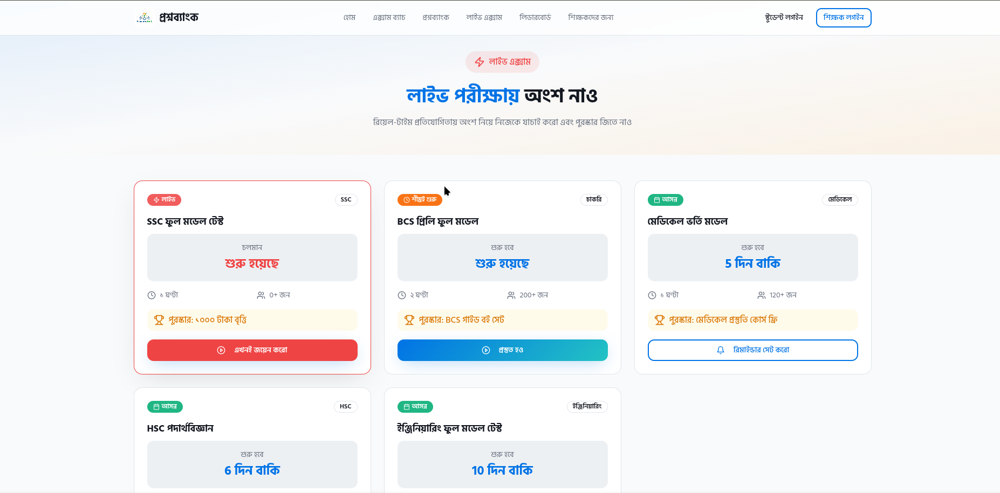 প্রশ্নব্যাংক
হোম এক্সাম ব্যাচ প্রশ্নব্যাংক লাইভ এক্সাম লিডারবোর্ড শিক্ষকদের জন্য
স্টুডেন্ট লগইন শিক্ষক লগইন
লাইভ এক্সাম
লাইভ পরীক্ষায় অংশ নাও
রিয়েল-টাইম প্রতিযোগিতায় অংশ নিয়ে নিজেকে যাচাই করো এবং পুরস্কার জিতে নাও
লাইভ SSC
SSC ফুল মডেল টেস্ট
চলমান
শুরু হয়েছে
১ ঘণ্টা 0+ জন
পুরস্কার: ১০০০ টাকা বৃত্তি
এখনই জয়েন করো
শীঘ্রই শুরু চাকরি
BCS প্রিলি ফুল মডেল
শুরু হবে
শুরু হয়েছে
২ ঘণ্টা 200+ জন
পুরস্কার: BCS গাইড বই সেট
প্রস্তুত হও
আসন্ন মেডিকেল
মেডিকেল ভর্তি মডেল
শুরু হবে
5 দিন বাকি
১ ঘণ্টা 120+ জন
পুরস্কার: মেডিকেল প্রস্তুতি কোর্স ফ্রি
রিমাইন্ডার সেট করো
আসন্ন HSC
HSC পদার্থবিজ্ঞান
শুরু হবে
6 দিন বাকি
আসন্ন ইঞ্জিনিয়ারিং
ইঞ্জিনিয়ারিং ফুল মডেল টেস্ট
শুরু হবে
10 দিন বাকি